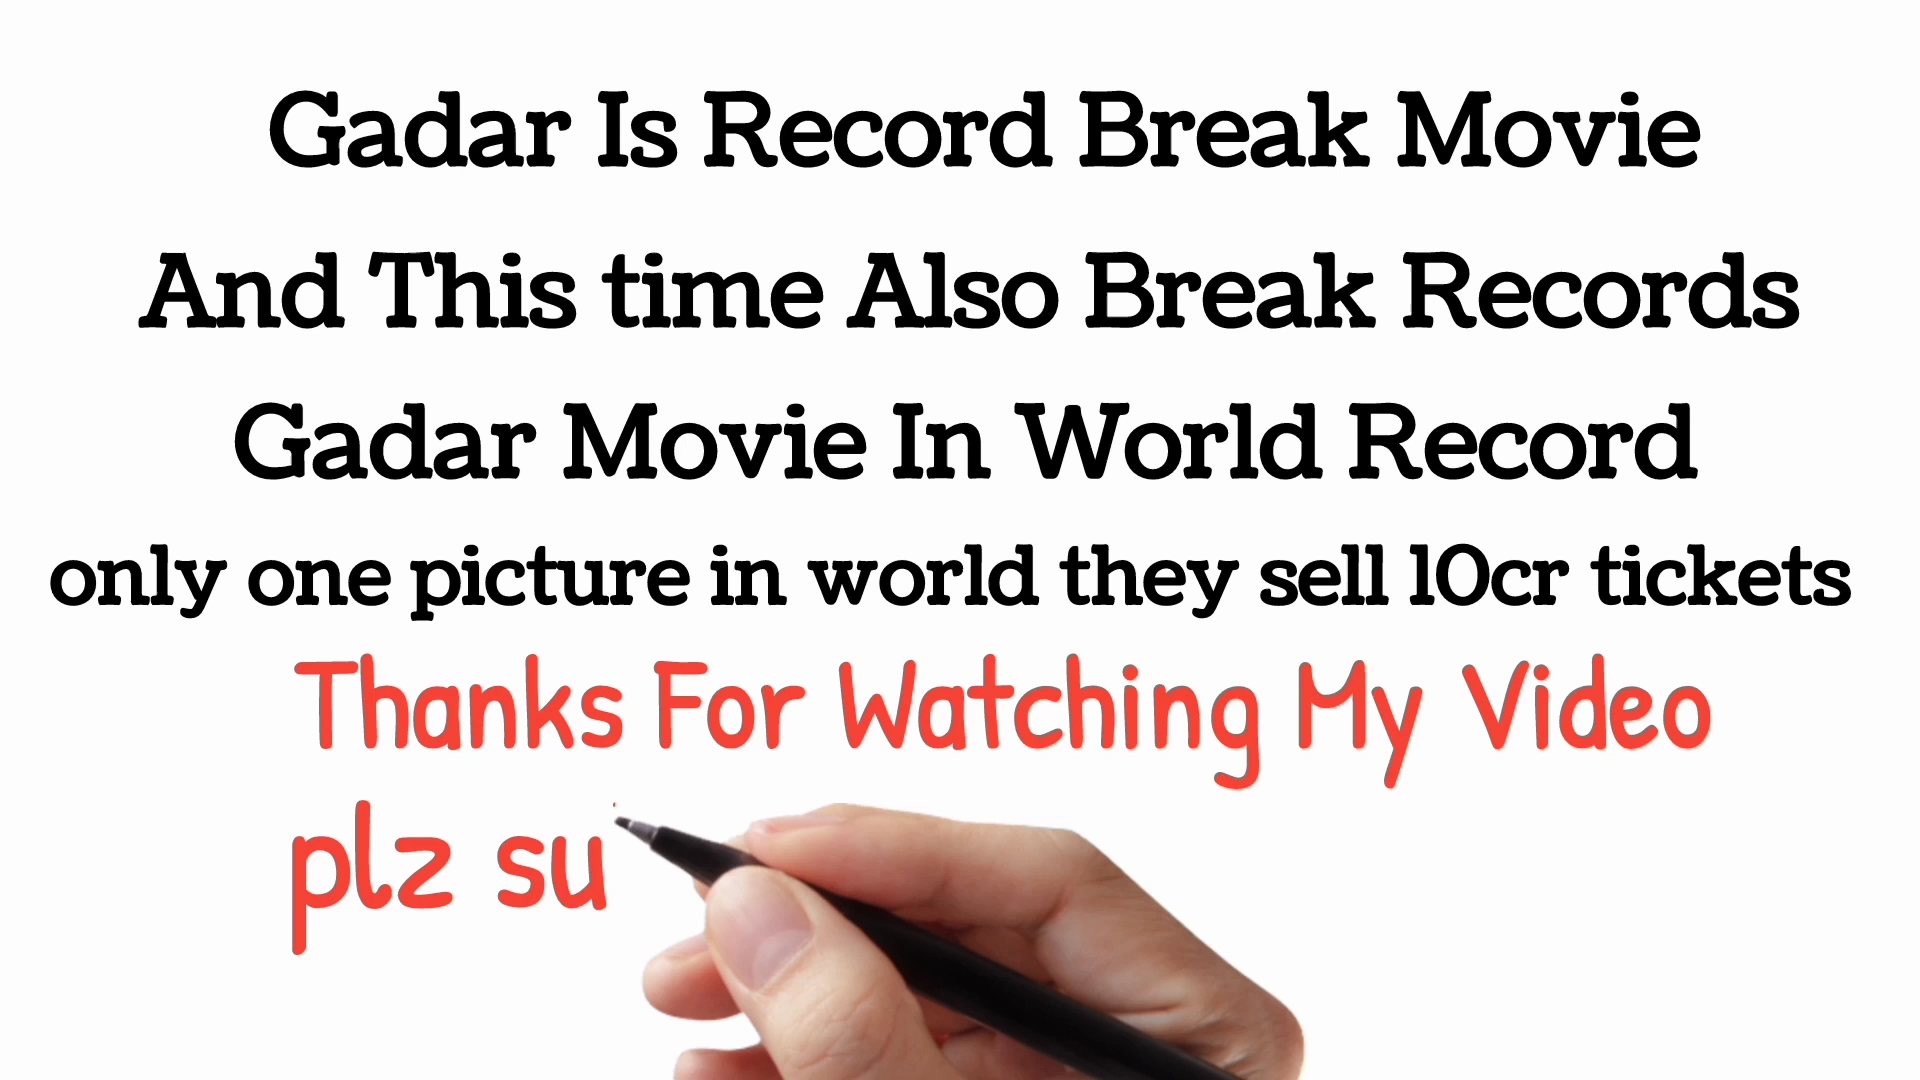 Gadar Is Record Break Movie
And This time Also Break Records
Gadar Movie In World Record
only one picture in world they sell 10cr tickets
Thanks For Watching My Video
plz su